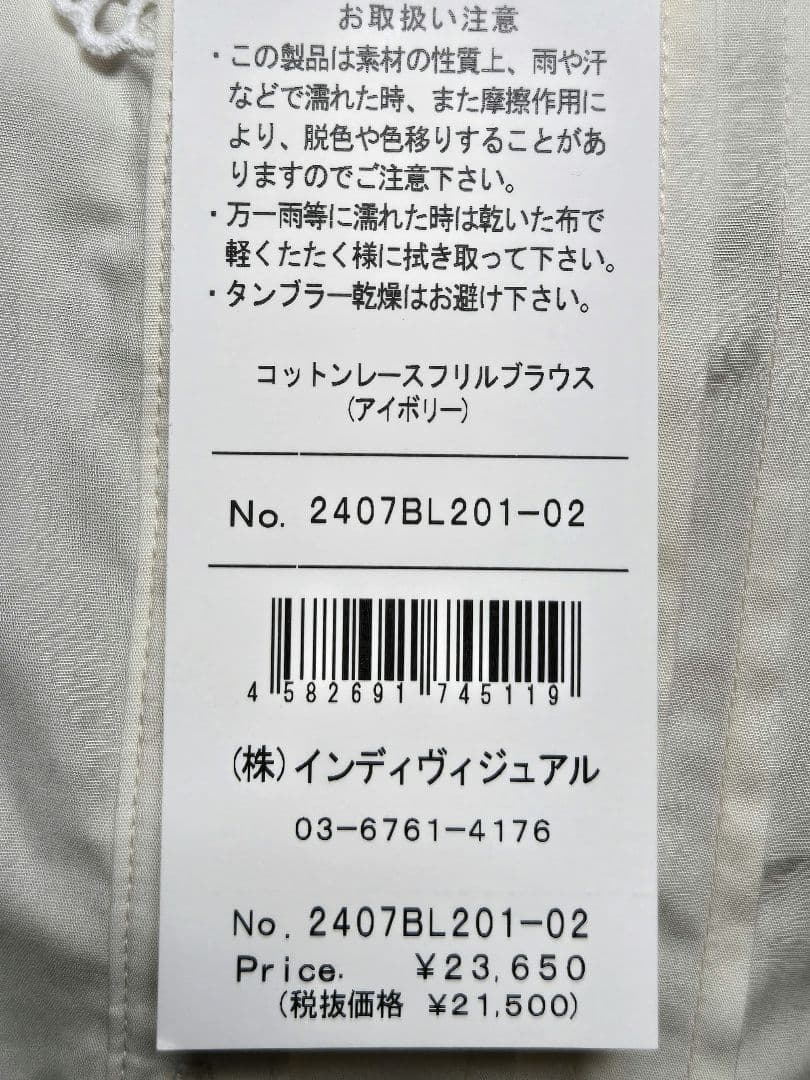 お取扱い注意
・この製品は素材の性質上、雨や汗
などで濡れた時、また摩擦作用に
より、脱色や色移りすることがあ
りますのでご注意下さい。
・万一雨等に濡れた時は乾いた布で
軽くたたく様に拭き取って下さい。
・タンブラー乾燥はお避け下さい。
コットンレースフリルブラウス
(アイボリー)
No. 2407BL201-02
4 582691 745119
(株)インディヴィジュアル
03-6761-4176
No. 2407BL201-02
Price. ¥23,650
(税抜価格 ¥21,500)